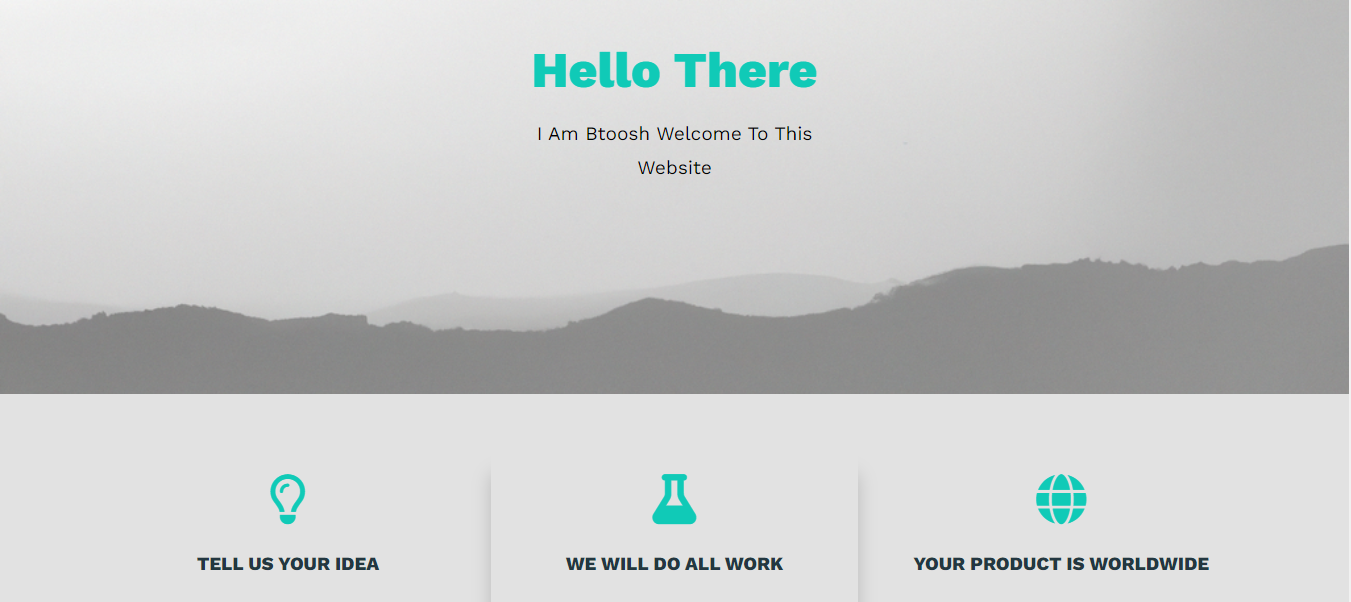 Hello There
I Am Btoosh Welcome To This
Website
TELL US YOUR IDEA
WE WILL DO ALL WORK
YOUR PRODUCT IS WORLDWIDE